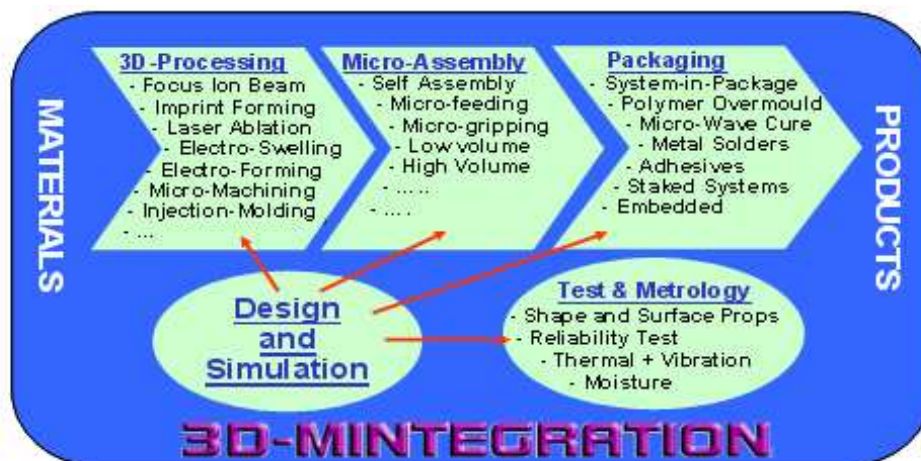 MATERIALS
3D-Processing
- Focus Ion Beam
- Imprint Forming
- Laser Ablation
- Electro-Swelling
- Electro-Forming
- Micro-Machining
- Injection-Molding
- ...
Micro-Assembly
- Self Assembly
- Micro-feeding
- Micro-gripping
- Low volume
- High Volume
- .....
- ....
Packaging
- System-in-Package
- Polymer Overmould
- Micro-Wave Cure
- Metal Solders
- Adhesives
- Staked Systems
- Embedded
PRODUCTS
Design
and
Simulation
Test & Metrology
- Shape and Surface Props
- Reliability Test
- Thermal + Vibration
- Moisture
3D-MINTEGRATION